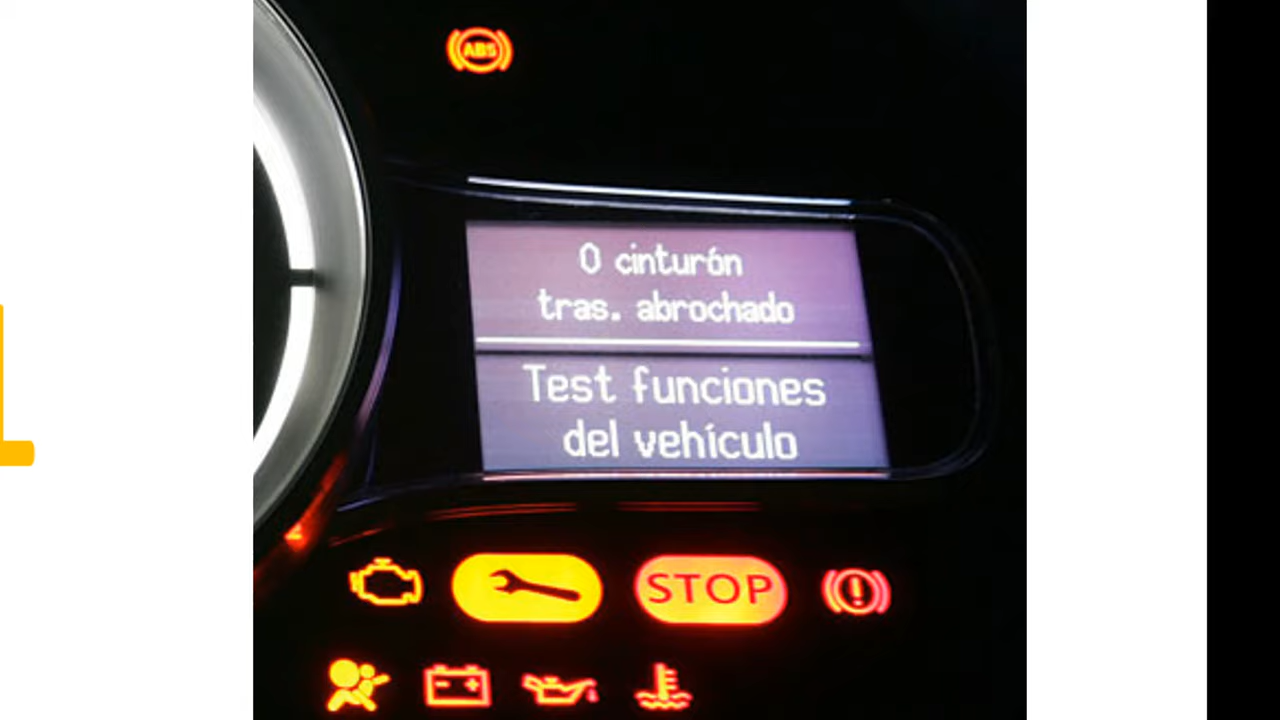 ABS
0 cinturón
tras. abrochado
Test funciones
del vehículo
STOP